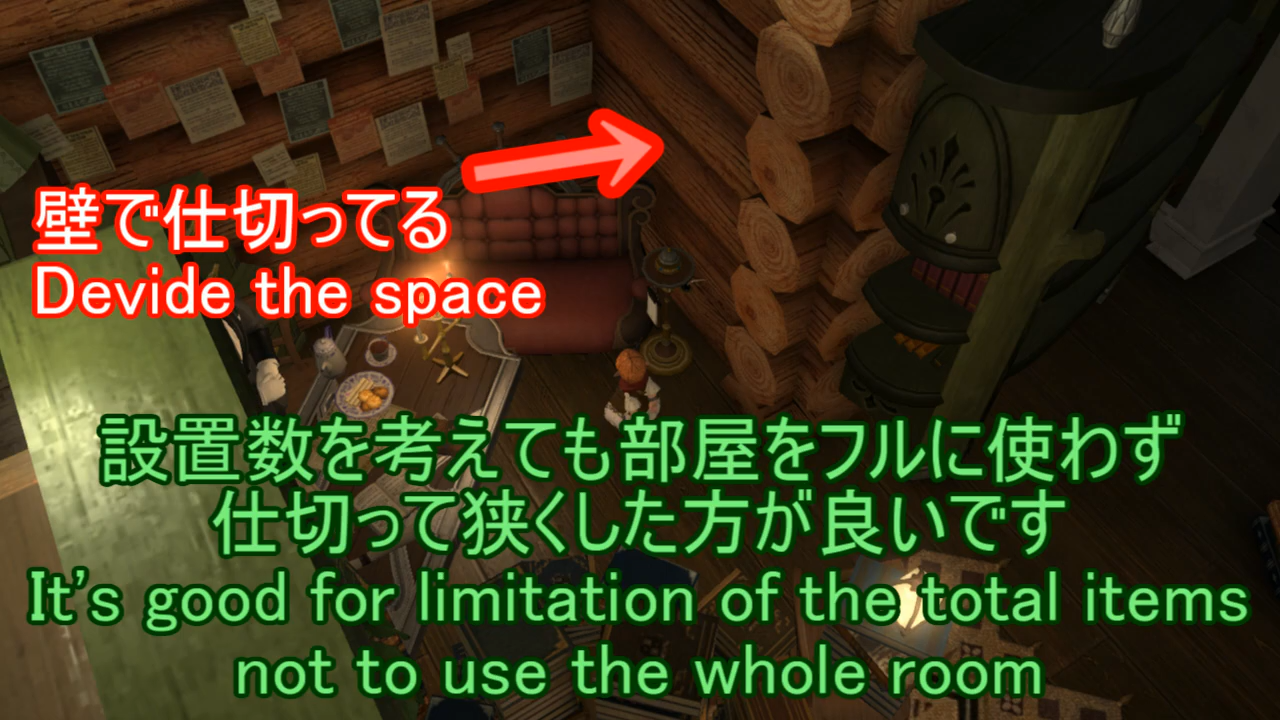 壁で仕切ってる
Devide the space
設置数を考えても部屋をフルに使わず
仕切って狭くした方が良いです
It's good for limitation of the total items
not to use the whole room